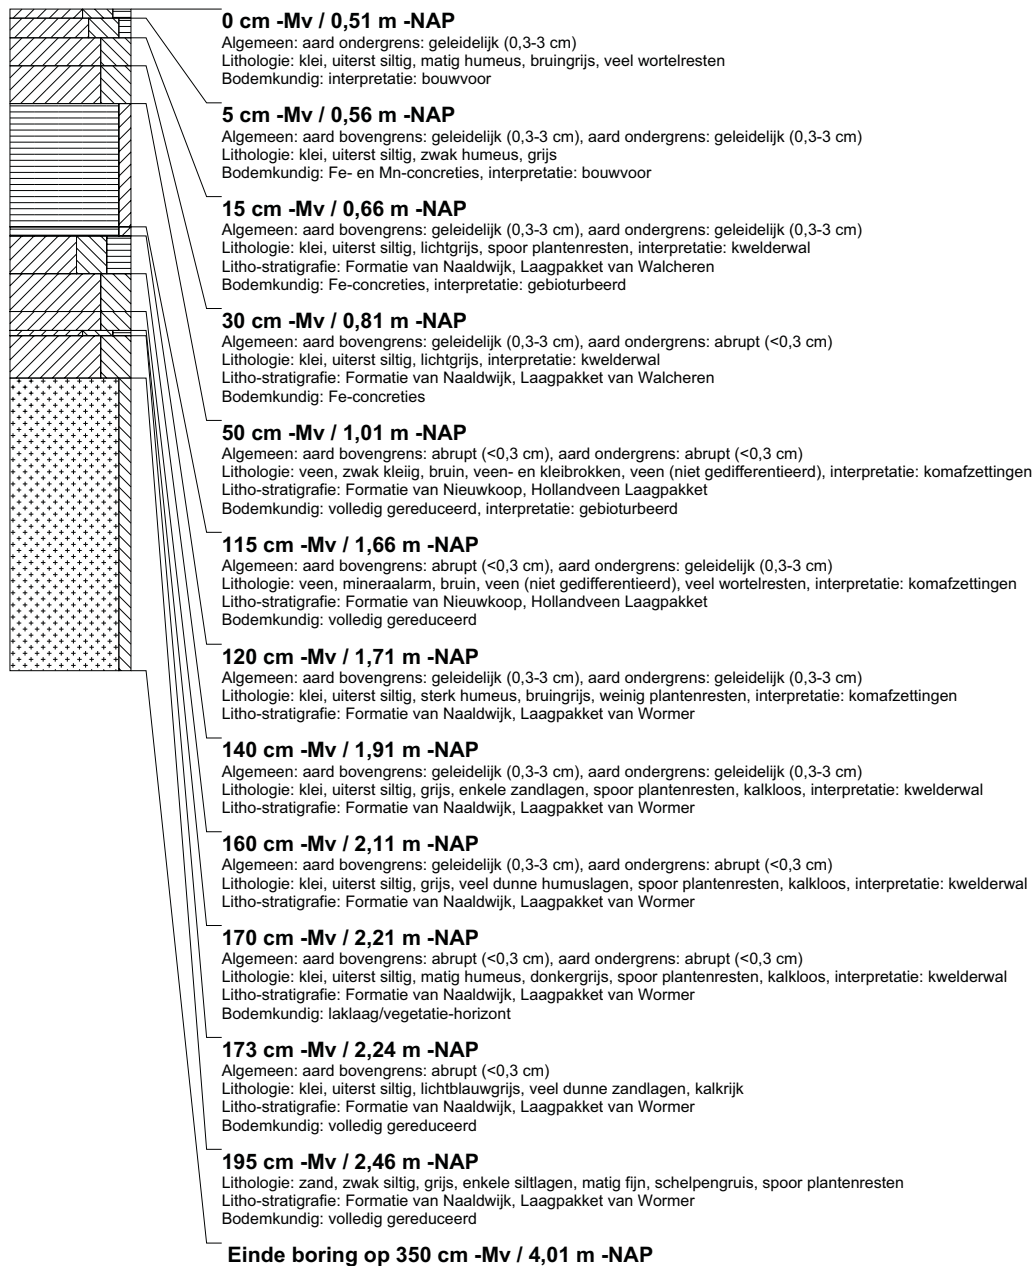 0 cm -Mv / 0,51 m -NAP
Algemeen: aard ondergrens: geleidelijk (0,3-3 cm)
Lithologie: klei, uiterst siltig, matig humeus, bruingrijs, veel wortelresten
Bodemkundig: interpretatie: bouwvoor
5 cm -Mv / 0,56 m -NAP
Algemeen: aard bovengrens: geleidelijk (0,3-3 cm), aard ondergrens: geleidelijk (0,3-3 cm)
Lithologie: klei, uiterst siltig, zwak humeus, grijs
Bodemkundig: Fe- en Mn-concreties, interpretatie: bouwvoor
15 cm -Mv / 0,66 m -NAP
Algemeen: aard bovengrens: geleidelijk (0,3-3 cm), aard ondergrens: geleidelijk (0,3-3 cm)
Lithologie: klei, uiterst siltig, lichtgrijs, spoor plantenresten, interpretatie: kwelderwal
Litho-stratigrafie: Formatie van Naaldwijk, Laagpakket van Walcheren
Bodemkundig: Fe-concreties, interpretatie: gebioturbeerd
30 cm -Mv / 0,81 m -NAP
Algemeen: aard bovengrens: geleidelijk (0,3-3 cm), aard ondergrens: abrupt (<0,3 cm)
Lithologie: klei, uiterst siltig, lichtgrijs, interpretatie: kwelderwal
Litho-stratigrafie: Formatie van Naaldwijk, Laagpakket van Walcheren
Bodemkundig: Fe-concreties
50 cm -Mv / 1,01 m -NAP
Algemeen: aard bovengrens: abrupt (<0,3 cm), aard ondergrens: abrupt (<0,3 cm)
Lithologie: veen, zwak kleiig, bruin, veen- en kleibrokken, veen (niet gedifferentieerd), interpretatie: komafzettingen
Litho-stratigrafie: Formatie van Nieuwkoop, Hollandveen Laagpakket
Bodemkundig: volledig gereduceerd, interpretatie: gebioturbeerd
115 cm -Mv / 1,66 m -NAP
Algemeen: aard bovengrens: abrupt (<0,3 cm), aard ondergrens: geleidelijk (0,3-3 cm)
Lithologie: veen, mineraalarm, bruin, veen (niet gedifferentieerd), veel wortelresten, interpretatie: komafzettingen
Litho-stratigrafie: Formatie van Nieuwkoop, Hollandveen Laagpakket
Bodemkundig: volledig gereduceerd
120 cm -Mv / 1,71 m -NAP
Algemeen: aard bovengrens: geleidelijk (0,3-3 cm), aard ondergrens: geleidelijk (0,3-3 cm)
Lithologie: klei, uiterst siltig, sterk humeus, bruingrijs, weinig plantenresten, interpretatie: komafzettingen
Litho-stratigrafie: Formatie van Naaldwijk, Laagpakket van Wormer
140 cm -Mv / 1,91 m -NAP
Algemeen: aard bovengrens: geleidelijk (0,3-3 cm), aard ondergrens: geleidelijk (0,3-3 cm)
Lithologie: klei, uiterst siltig, grijs, enkele zandlagen, spoor plantenresten, kalkloos, interpretatie: kwelderwal
Litho-stratigrafie: Formatie van Naaldwijk, Laagpakket van Wormer
160 cm -Mv / 2,11 m -NAP
Algemeen: aard bovengrens: geleidelijk (0,3-3 cm), aard ondergrens: abrupt (<0,3 cm)
Lithologie: klei, uiterst siltig, grijs, veel dunne humuslagen, spoor plantenresten, kalkloos, interpretatie: kwelderwal
Litho-stratigrafie: Formatie van Naaldwijk, Laagpakket van Wormer
170 cm -Mv / 2,21 m -NAP
Algemeen: aard bovengrens: abrupt (<0,3 cm), aard ondergrens: abrupt (<0,3 cm)
Lithologie: klei, uiterst siltig, matig humeus, donkergrijs, spoor plantenresten, kalkloos, interpretatie: kwelderwal
Litho-stratigrafie: Formatie van Naaldwijk, Laagpakket van Wormer
Bodemkundig: laklaag/vegetatie-horizont
173 cm -Mv / 2,24 m -NAP
Algemeen: aard bovengrens: abrupt (<0,3 cm)
Lithologie: klei, uiterst siltig, lichtblauwgrijs, veel dunne zandlagen, kalkrijk
Litho-stratigrafie: Formatie van Naaldwijk, Laagpakket van Wormer
Bodemkundig: volledig gereduceerd
195 cm -Mv / 2,46 m -NAP
Lithologie: zand, zwak siltig, grijs, enkele siltlagen, matig fijn, schelpengruis, spoor plantenresten
Litho-stratigrafie: Formatie van Naaldwijk, Laagpakket van Wormer
Bodemkundig: volledig gereduceerd
Einde boring op 350 cm -Mv / 4,01 m -NAP